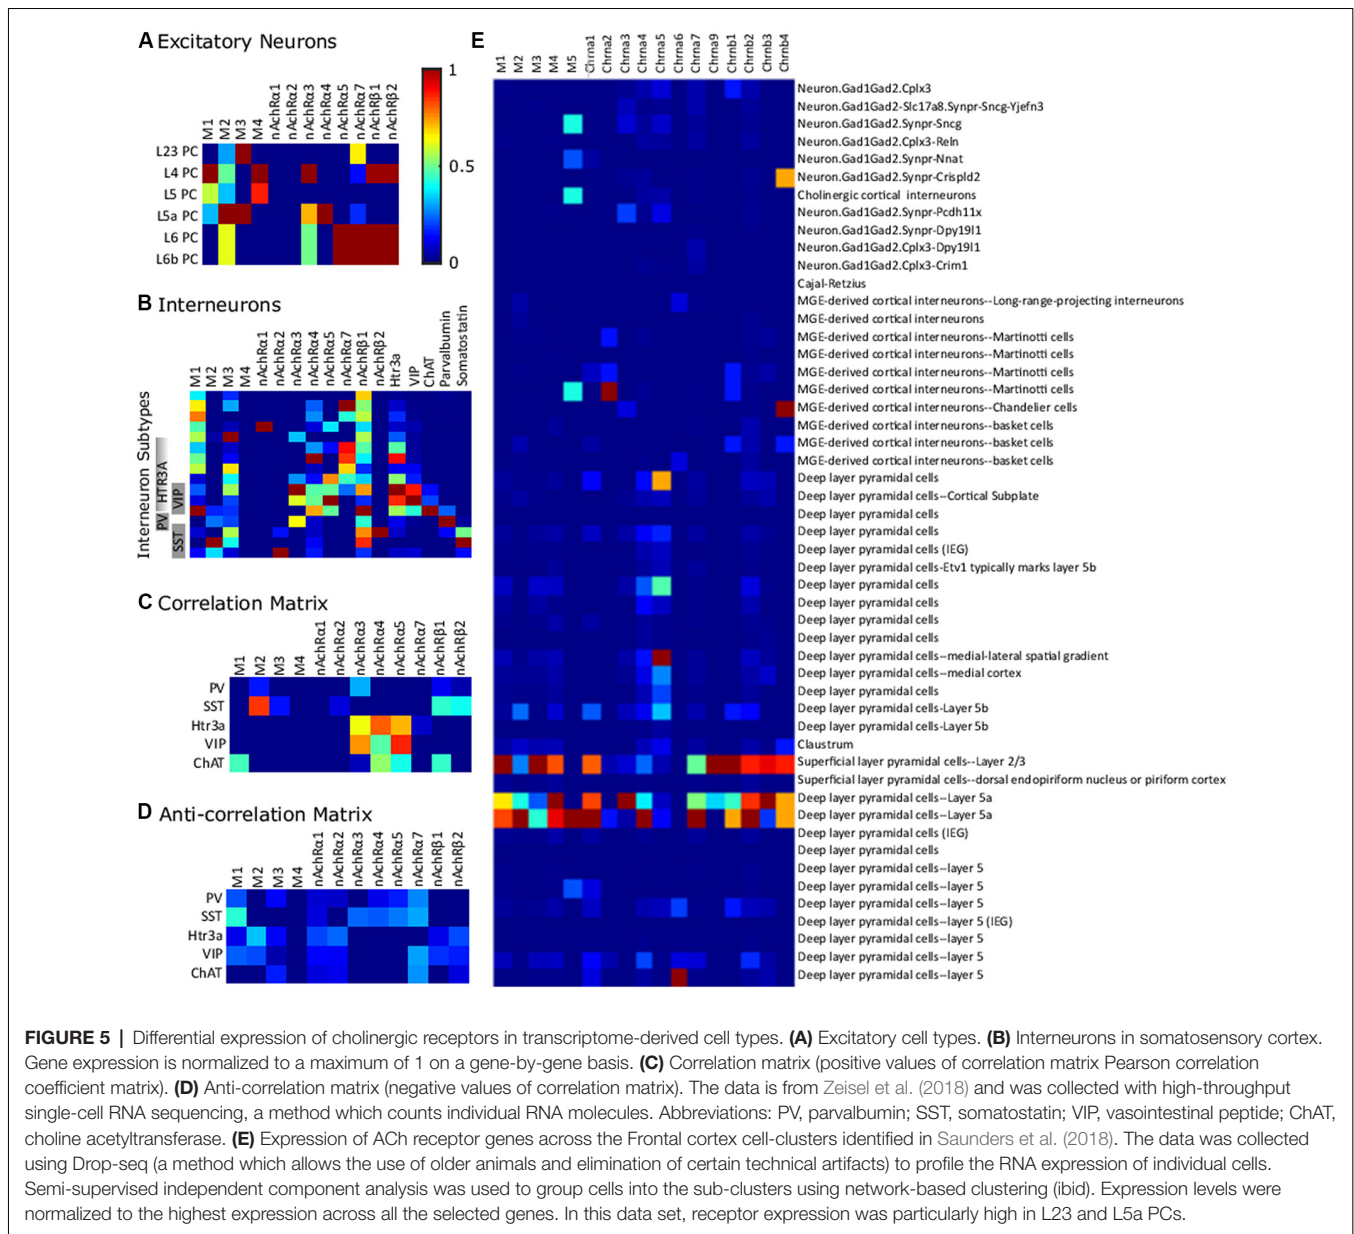 A Excitatory Neurons
M1
M2
M3
M4
nAchRα1
nAchRα2
nAchRα3
nAchRα4
nAchRα5
nAchRα7
nAchRβ1
nAchRβ2
L23 PC
L4 PC
L5 PC
L5a PC
L6 PC
L6b PC
1
0.5
0
B Interneurons
M1
M2
M3
M4
nAchRα1
nAchRα2
nAchRα3
nAchRα4
nAchRα5
nAchRα7
nAchRβ1
nAchRβ2
Htr3a
VIP
ChAT
Parvalbumin
Somatostatin
Interneuron Subtypes
HTR3A
VIP
PV
SST
C Correlation Matrix
M1
M2
M3
M4
nAchRα1
nAchRα2
nAchRα3
nAchRα4
nAchRα5
nAchRα7
nAchRβ1
nAchRβ2
PV
SST
Htr3a
VIP
ChAT
D Anti-correlation Matrix
M1
M2
M3
M4
nAchRα1
nAchRα2
nAchRα3
nAchRα4
nAchRα5
nAchRα7
nAchRβ1
nAchRβ2
PV
SST
Htr3a
VIP
ChAT
E
M1
M2
M3
M4
M5
Chrna1
Chrna2
Chrna3
Chrna4
Chrna5
Chrna6
Chrna7
Chrna9
Chrnb1
Chrnb2
Chrnb3
Chrnb4
Neuron.Gad1Gad2.Cplx3
Neuron.Gad1Gad2-Slc17a8.Synpr-Sncg-Yjefn3
Neuron.Gad1Gad2.Synpr-Sncg
Neuron.Gad1Gad2.Cplx3-Reln
Neuron.Gad1Gad2.Synpr-Nnat
Neuron.Gad1Gad2.Synpr-Crispld2
Cholinergic cortical interneurons
Neuron.Gad1Gad2.Synpr-Pcdh11x
Neuron.Gad1Gad2.Synpr-Dpy19l1
Neuron.Gad1Gad2.Cplx3-Dpy19l1
Neuron.Gad1Gad2.Cplx3-Crim1
Cajal-Retzius
MGE-derived cortical interneurons--Long-range-projecting interneurons
MGE-derived cortical interneurons
MGE-derived cortical interneurons--Martinotti cells
MGE-derived cortical interneurons--Martinotti cells
MGE-derived cortical interneurons--Martinotti cells
MGE-derived cortical interneurons--Martinotti cells
MGE-derived cortical interneurons--Chandelier cells
MGE-derived cortical interneurons--basket cells
MGE-derived cortical interneurons--basket cells
MGE-derived cortical interneurons--basket cells
Deep layer pyramidal cells
Deep layer pyramidal cells--Cortical Subplate
Deep layer pyramidal cells
Deep layer pyramidal cells
Deep layer pyramidal cells (IEG)
Deep layer pyramidal cells-Etv1 typically marks layer 5b
Deep layer pyramidal cells
Deep layer pyramidal cells
Deep layer pyramidal cells
Deep layer pyramidal cells
Deep layer pyramidal cells--medial-lateral spatial gradient
Deep layer pyramidal cells--medial cortex
Deep layer pyramidal cells
Deep layer pyramidal cells-Layer 5b
Deep layer pyramidal cells-Layer 5b
Claustrum
Superficial layer pyramidal cells--Layer 2/3
Superficial layer pyramidal cells--dorsal endopiriform nucleus or piriform cortex
Deep layer pyramidal cells--Layer 5a
Deep layer pyramidal cells--Layer 5a
Deep layer pyramidal cells (IEG)
Deep layer pyramidal cells
Deep layer pyramidal cells--layer 5
Deep layer pyramidal cells--layer 5
Deep layer pyramidal cells--layer 5
Deep layer pyramidal cells--layer 5 (IEG)
Deep layer pyramidal cells--layer 5
Deep layer pyramidal cells--layer 5
Deep layer pyramidal cells--layer 5
FIGURE 5 | Differential expression of cholinergic receptors in transcriptome-derived cell types. (A) Excitatory cell types. (B) Interneurons in somatosensory cortex.
Gene expression is normalized to a maximum of 1 on a gene-by-gene basis. (C) Correlation matrix (positive values of correlation matrix Pearson correlation
coefficient matrix). (D) Anti-correlation matrix (negative values of correlation matrix). The data is from Zeisel et al. (2018) and was collected with high-throughput
single-cell RNA sequencing, a method which counts individual RNA molecules. Abbreviations: PV, parvalbumin; SST, somatostatin; VIP, vasointestinal peptide; ChAT,
choline acetyltransferase. (E) Expression of ACh receptor genes across the Frontal cortex cell-clusters identified in Saunders et al. (2018). The data was collected
using Drop-seq (a method which allows the use of older animals and elimination of certain technical artifacts) to profile the RNA expression of individual cells.
Semi-supervised independent component analysis was used to group cells into the sub-clusters using network-based clustering (ibid). Expression levels were
normalized to the highest expression across all the selected genes. In this data set, receptor expression was particularly high in L23 and L5a PCs.